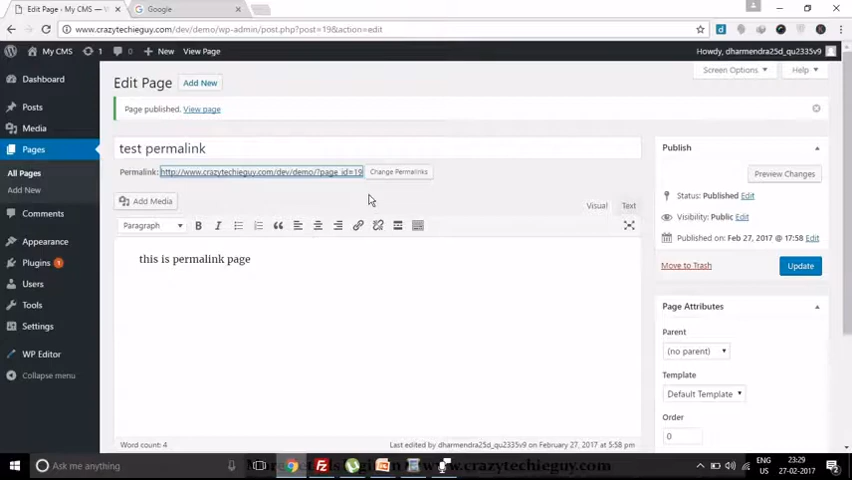 Edit Page ‹ My CMS —
Google
www.crazytechieguy.com/dev/demo/wp-admin/post.php?post=19&action=edit
My CMS 1 0 New View Page
Howdy, dharmendra25d_qu2335v9
Dashboard
Posts
Media
Pages
All Pages
Add New
Comments
Appearance
Plugins 1
Users
Tools
Settings
WP Editor
Collapse menu
Screen Options
Help
Edit Page Add New
Page published. View page
test permalink
Permalink: http://www.crazytechieguy.com/dev/demo/?page_id=19 Change Permalinks
Add Media
Visual Text
Paragraph
B I
this is permalink page
Word count: 4
Last edited by dharmendra25d_qu2335v9 on February 27, 2017 at 5:58 pm
Publish
Preview Changes
Status: Published Edit
Visibility: Public Edit
Published on: Feb 27, 2017 @ 17:58 Edit
Move to Trash
Update
Page Attributes
Parent
(no parent)
Template
Default Template
Order
0
Ask me anything
www.crazytechieguy.com
ENG
US
23:29
27-02-2017